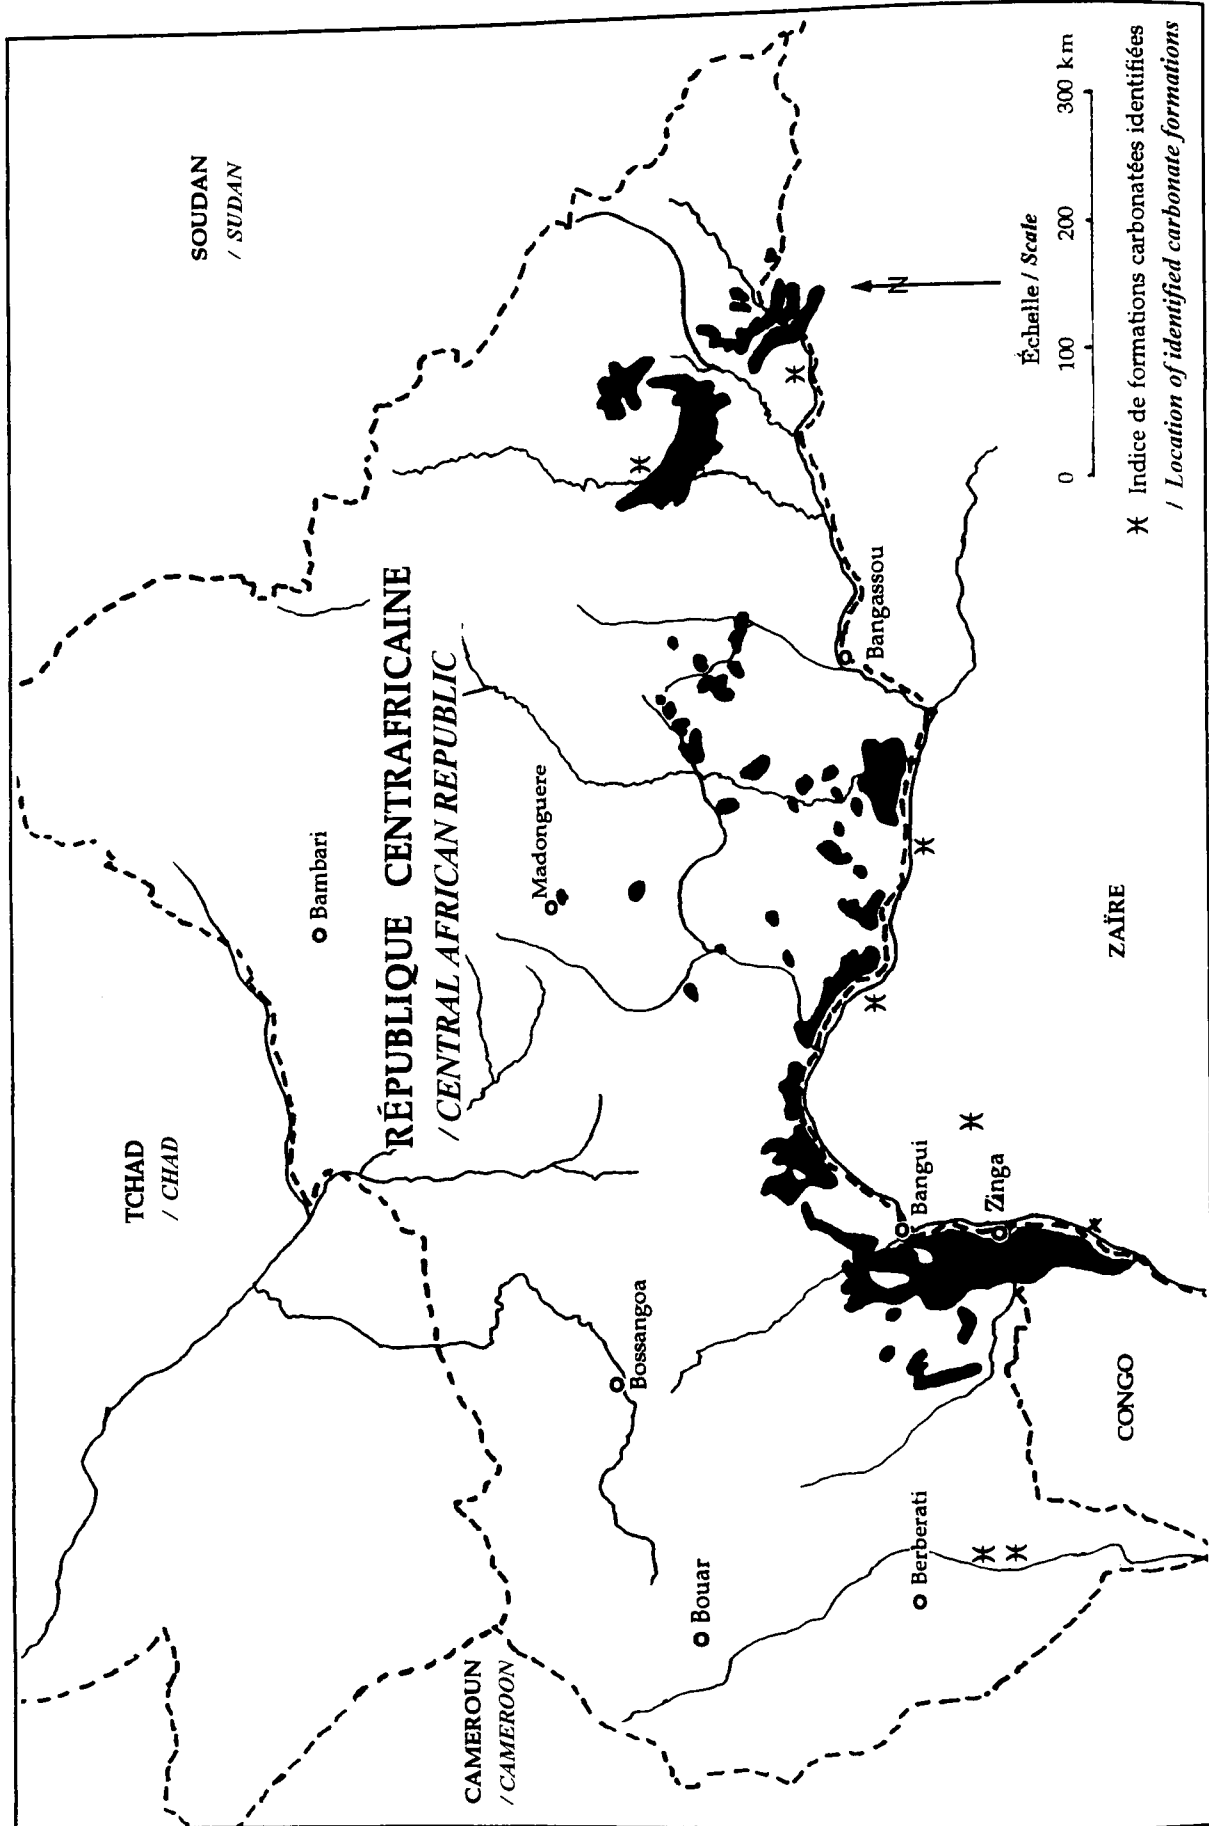 SOUDAN
/ SUDAN
TCHAD
/ CHAD
Bambari
RÉPUBLIQUE CENTRAFRICAINE
/CENTRAL AFRICAN REPUBLIC
Madonguere
CAMEROUN
/CAMEROON
Bossangoa
Bouar
Bangassou
Bangui
Berberati
Zinga
ZAÏRE
CONGO
N
Échelle / Scale
0 100 200 300 km
Indice de formations carbonatées identifiées
/ Location of identified carbonate formations